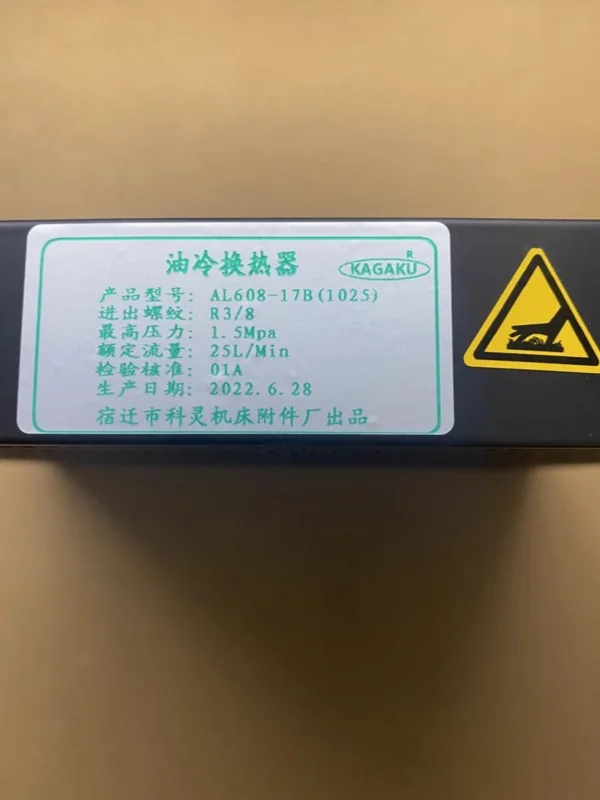 油冷换热器
KAGAKU R
产品型号: AL608-17B(1025)
进出螺纹: R3/8
最高压力: 1.5Mpa
额定流量: 25L/Min
检验核准: 01A
生产日期: 2022.6.28
宿迁市科灵机床附件厂出品